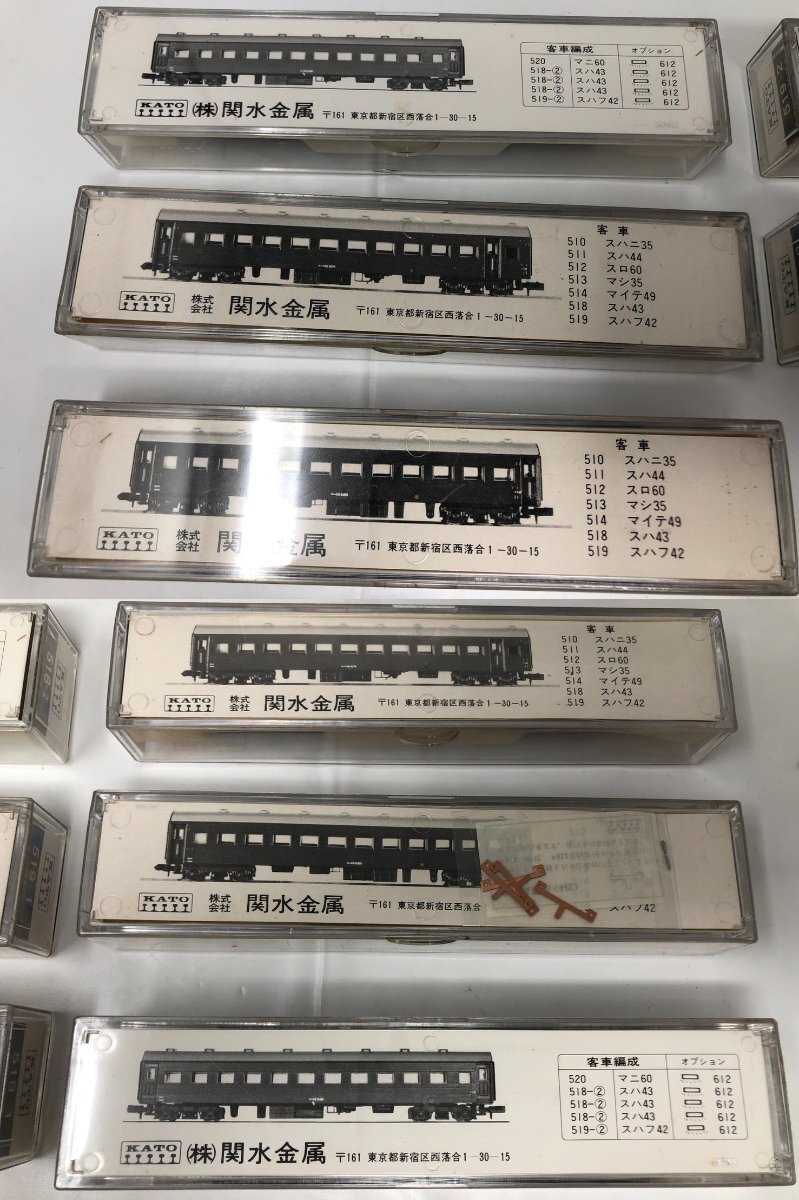 客車編成 オプション
520 マニ60 612
518-② スハ43 612
518-② スハ43 612
518-② スハ43 612
519-② スハフ42 612
KATO ㈱関水金属 〒161 東京都新宿区西落合1-30-15
客車
510 スハニ35
511 スハ44
512 スロ60
513 マシ35
514 マイテ49
518 スハ43
519 スハフ42
KATO 株式会社 関水金属 〒161 東京都新宿区西落合1-30-15
客車
510 スハニ35
511 スハ44
512 スロ60
513 マシ35
514 マイテ49
518 スハ43
519 スハフ42
KATO 株式会社 関水金属 〒161 東京都新宿区西落合1-30-15
客車
510 スハニ35
511 スハ44
512 スロ60
513 マシ35
514 マイテ49
518 スハ43
519 スハフ42
KATO 株式会社 関水金属 〒161 東京都新宿区西落合1-30-15
KATO 株式会社 関水金属 〒161 東京都新宿区西落合
スハフ42
客車編成 オプション
520 マニ60 612
518-② スハ43 612
518-② スハ43 612
518-② スハ43 612
519-② スハフ42 612
KATO ㈱関水金属 〒161 東京都新宿区西落合1-30-15